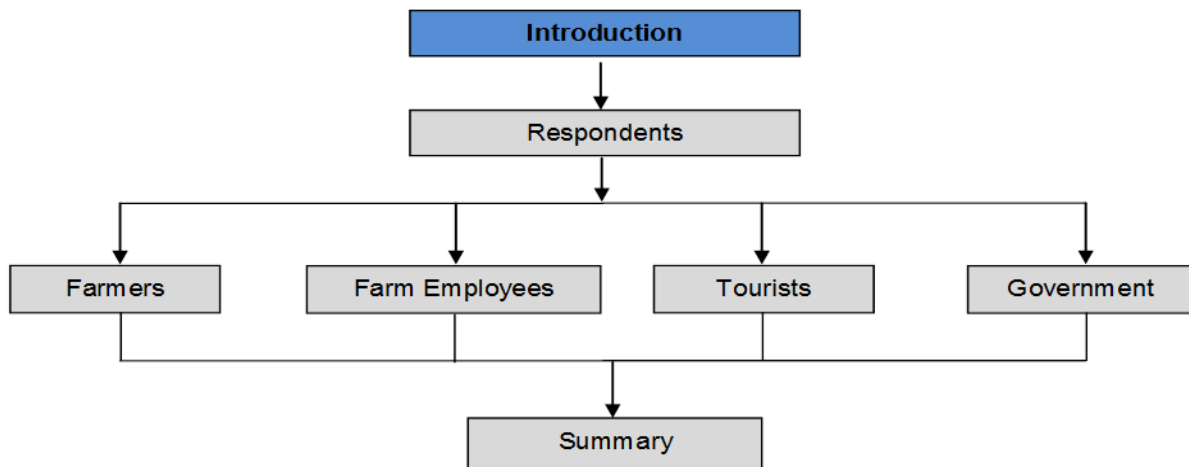 Introduction
Respondents
Farmers
Farm Employees
Tourists
Government
Summary